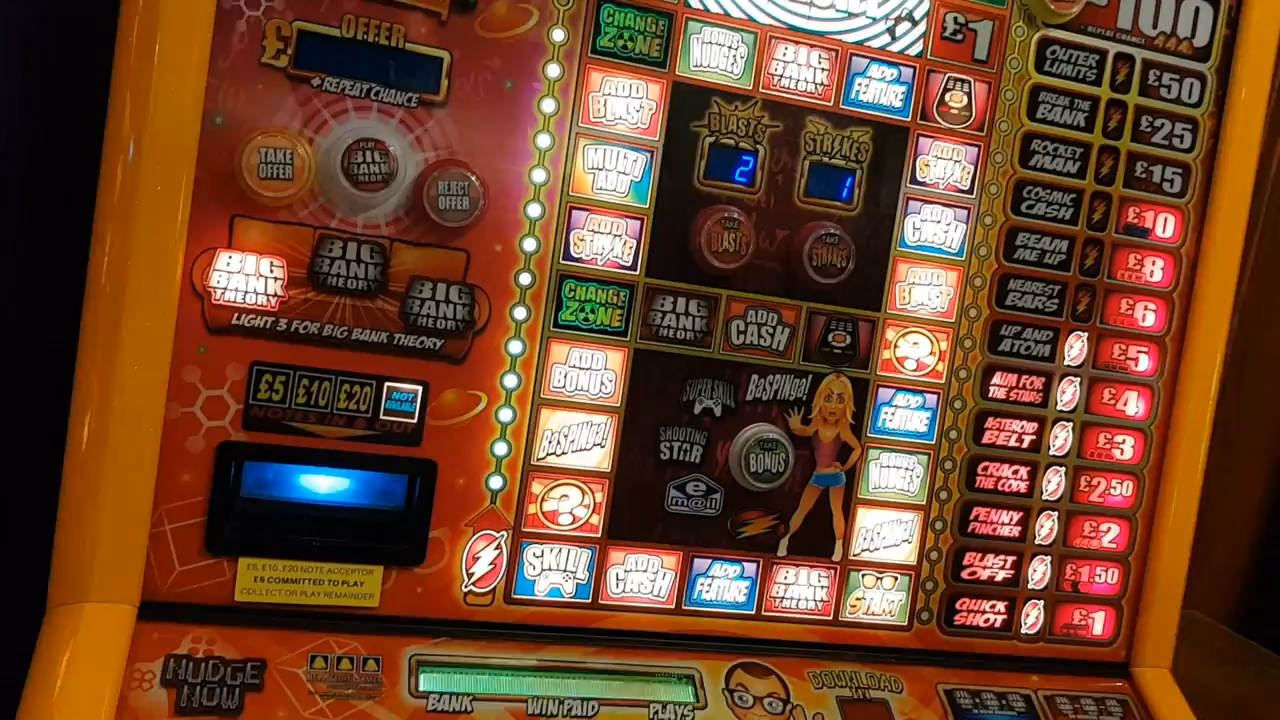 OFFER
£
+ REPEAT CHANCE
TAKE OFFER
PLAY BIG BANK THEORY
REJECT OFFER
BIG BANK THEORY
BIG BANK THEORY
BIG BANK THEORY
LIGHT 3 FOR BIG BANK THEORY
£5 £10 £20 NOT AVAILABLE
NOTES IN & OUT
£5, £10, £20 NOTE ACCEPTOR
£5 COMMITTED TO PLAY
COLLECT OR PLAY REMAINDER
CHANGE ZONE
BONUS NUDGES
BIG BANK THEORY
ADD FEATURE
£1
ADD BLAST
MULTI ADD
ADD STRIKE
CHANGE ZONE
BIG BANK THEORY
ADD CASH
ADD BONUS
BaSPINga!
?
SKILL
ADD CASH
ADD FEATURE
BIG BANK THEORY
START
BLASTS
2
STRIKES
1
TAKE BLASTS
TAKE STRIKES
ADD STRIKE
ADD CASH
ADD BLAST
?
ADD FEATURE
BONUS NUDGES
BaSPINga!
SUPER SKILL
BaSPINga!
SHOOTING STAR
TAKE BONUS
e m@il
100
REPEAT CHANCE
OUTER LIMITS £50
BREAK THE BANK £25
ROCKET MAN £15
COSMIC CASH £10
BEAM ME UP £8
NEAREST BARS £6
UP AND ATOM £5
AIM FOR THE STARS £4
ASTEROID BELT £3
CRACK THE CODE £2.50
PENNY PINCHER £2
BLAST OFF £1.50
QUICK SHOT £1
NUDGE NOW
BANK WIN PAID PLAYS
DOWNLOAD